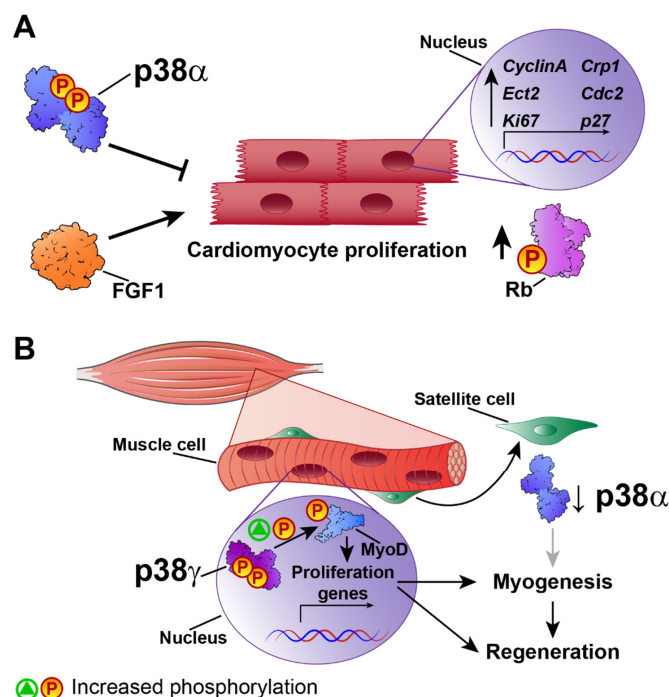 A
p38α
P
P
FGF1
Cardiomyocyte proliferation
Nucleus
CyclinA Crp1
Ect2 Cdc2
Ki67 p27
P
Rb
B
Muscle cell
Satellite cell
p38α
P
P
MyoD
p38γ
P
P
Proliferation
genes
Nucleus
Myogenesis
Regeneration
P Increased phosphorylation